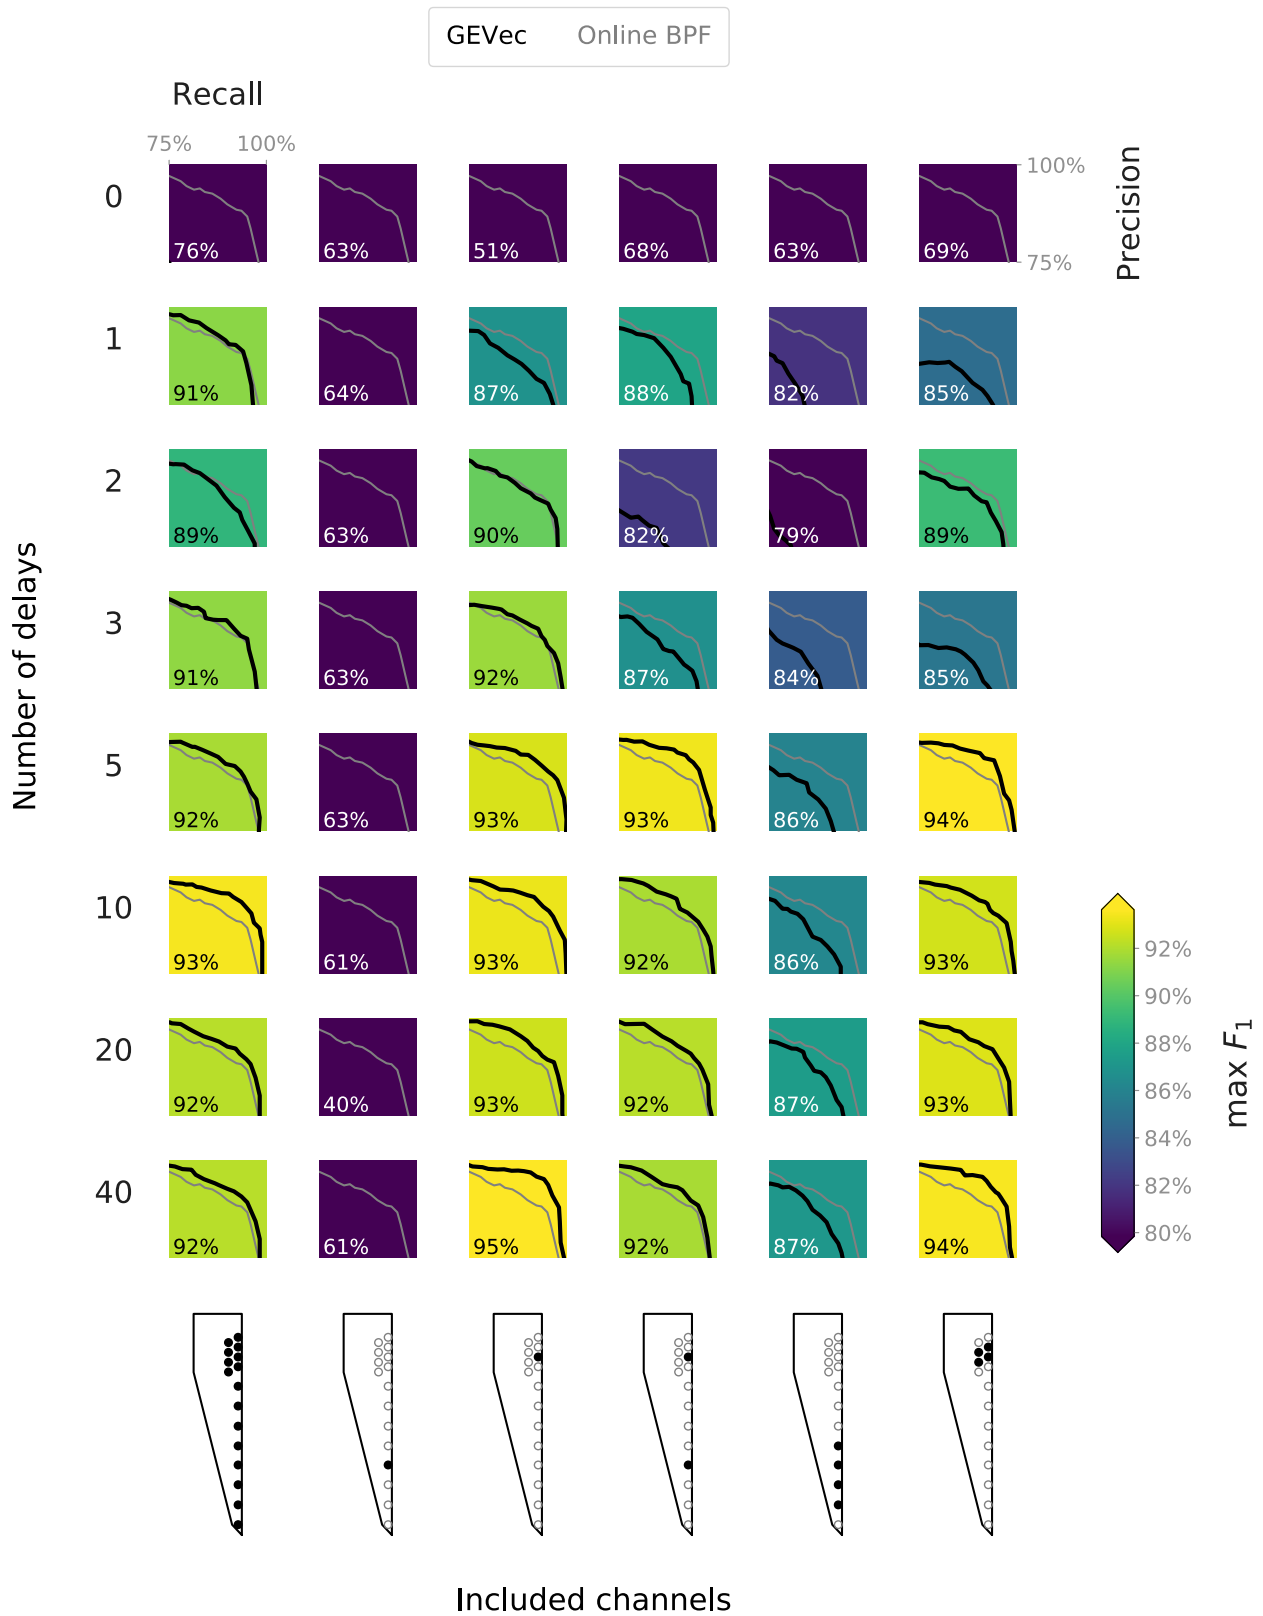 GEVec Online BPF
Recall
75% 100%
0 76% 63% 51% 68% 63% 69%
100%
75%
Precision
1 91% 64% 87% 88% 82% 85%
2 89% 63% 90% 82% 79% 89%
3 91% 63% 92% 87% 84% 85%
5 92% 63% 93% 93% 86% 94%
10 93% 61% 93% 92% 86% 93%
20 92% 40% 93% 92% 87% 93%
40 92% 61% 95% 92% 87% 94%
Number of delays
92%
90%
88%
86%
84%
82%
80%
max F1
Included channels